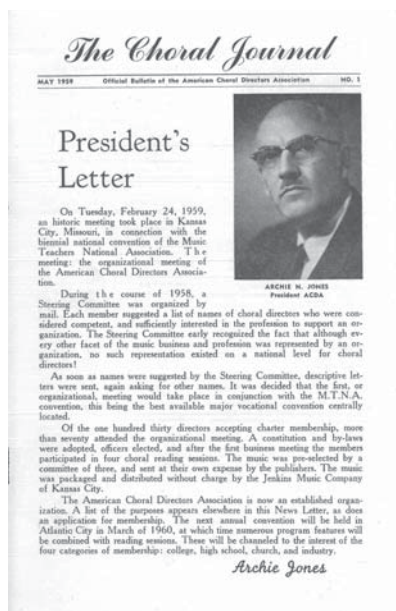 The Choral Journal
MAY 1959 Official Bulletin of the American Choral Directors Association NO. 1
President's
Letter
On Tuesday, February 24, 1959,
an historic meeting took place in Kansas
City, Missouri, in connection with the
biennial national convention of the Music
Teachers National Association. The
meeting: the organizational meeting of
the American Choral Directors Associa-
tion.
ARCHIE N. JONES
President ACDA
During the course of 1958, a
Steering Committee was organized by
mail. Each member suggested a list of names of choral directors who were con-
sidered competent, and sufficiently interested in the profession to support an or-
ganization. The Steering Committee early recognized the fact that although ev-
ery other facet of the music business and profession was represented by an or-
ganization, no such representation existed on a national level for choral
directors!
As soon as names were suggested by the Steering Committee, descriptive let-
ters were sent, again asking for other names. It was decided that the first, or
organizational, meeting would take place in conjunction with the M.T.N.A.
convention, this being the best available major vocational convention centrally
located.
Of the one hundred thirty directors accepting charter membership, more
than seventy attended the organizational meeting. A constitution and by-laws
were adopted, officers elected, and after the first business meeting the members
participated in four choral reading sessions. The music was pre-selected by a
committee of three, and sent at their own expense by the publishers. The music
was packaged and distributed without charge by the Jenkins Music Company
of Kansas City.
The American Choral Directors Association is now an established organ-
ization. A list of the purposes appears elsewhere in this News Letter, as does
an application for membership. The next annual convention will be held in
Atlantic City in March of 1960, at which time numerous program features will
be combined with reading sessions. These will be channeled to the interest of the
four categories of membership: college, high school, church, and industry.
Archie Jones